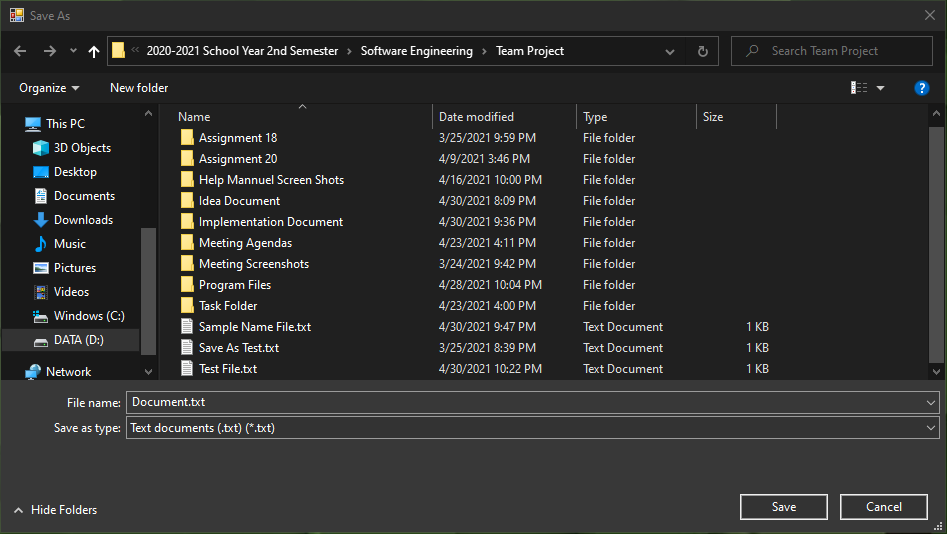 Save As
2020-2021 School Year 2nd Semester > Software Engineering > Team Project
Search Team Project
Organize New folder
Name Date modified Type Size
This PC
3D Objects
Desktop
Documents
Downloads
Music
Pictures
Videos
Windows (C:)
DATA (D:)
Network
Assignment 18 3/25/2021 9:59 PM File folder
Assignment 20 4/9/2021 3:46 PM File folder
Help Mannuel Screen Shots 4/16/2021 10:00 PM File folder
Idea Document 4/30/2021 8:09 PM File folder
Implementation Document 4/30/2021 9:36 PM File folder
Meeting Agendas 4/23/2021 4:11 PM File folder
Meeting Screenshots 3/24/2021 9:42 PM File folder
Program Files 4/28/2021 10:04 PM File folder
Task Folder 4/23/2021 4:00 PM File folder
Sample Name File.txt 4/30/2021 9:47 PM Text Document 1 KB
Save As Test.txt 3/25/2021 8:39 PM Text Document 1 KB
Test File.txt 4/30/2021 10:22 PM Text Document 1 KB
File name: Document.txt
Save as type: Text documents (.txt) (*.txt)
Hide Folders
Save Cancel